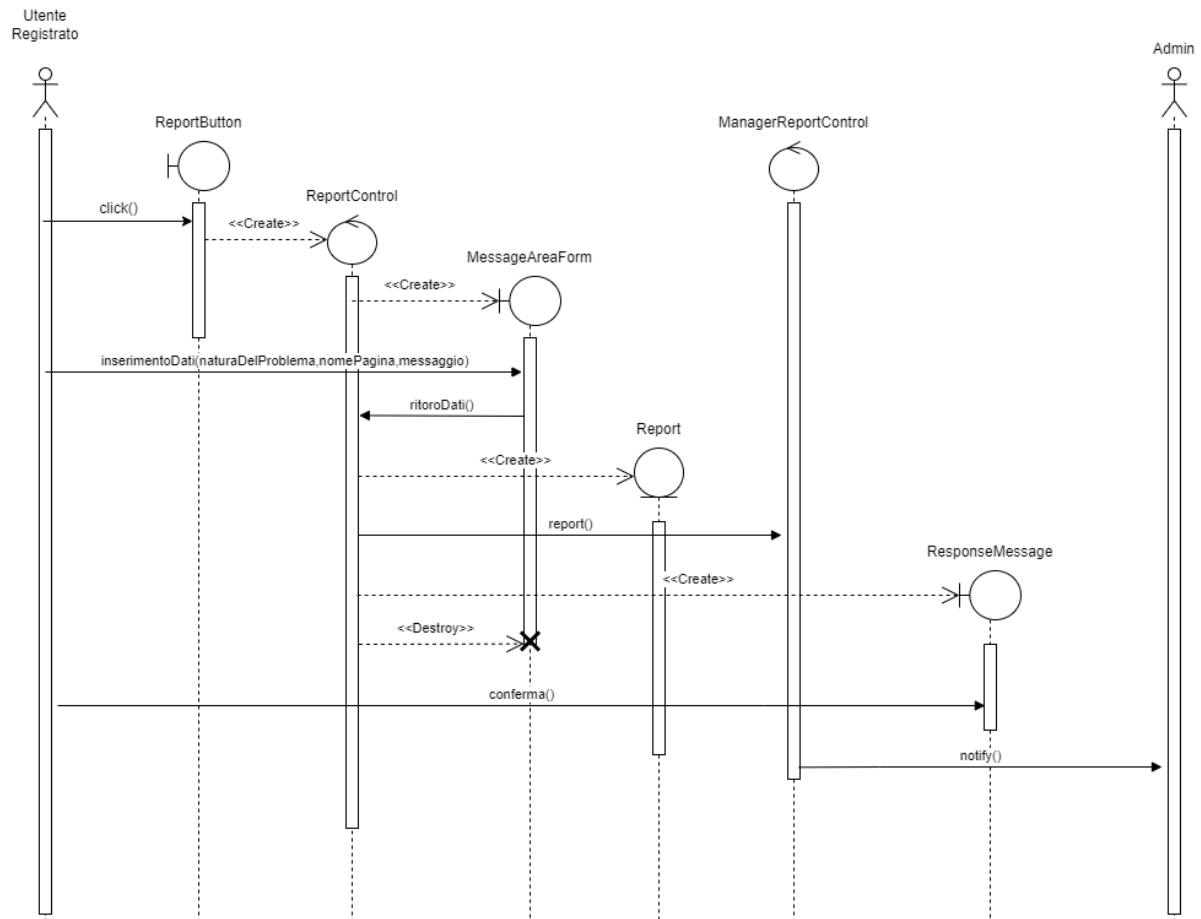 Utente
Registrato
Admin
ReportButton
ManagerReportControl
ReportControl
click()
<<Create>>
MessageAreaForm
<<Create>>
inserimentoDati(naturaDelProblema,nomePagina,messaggio)
ritoroDati()
Report
<<Create>>
report()
ResponseMessage
<<Create>>
<<Destroy>>
conferma()
notify()